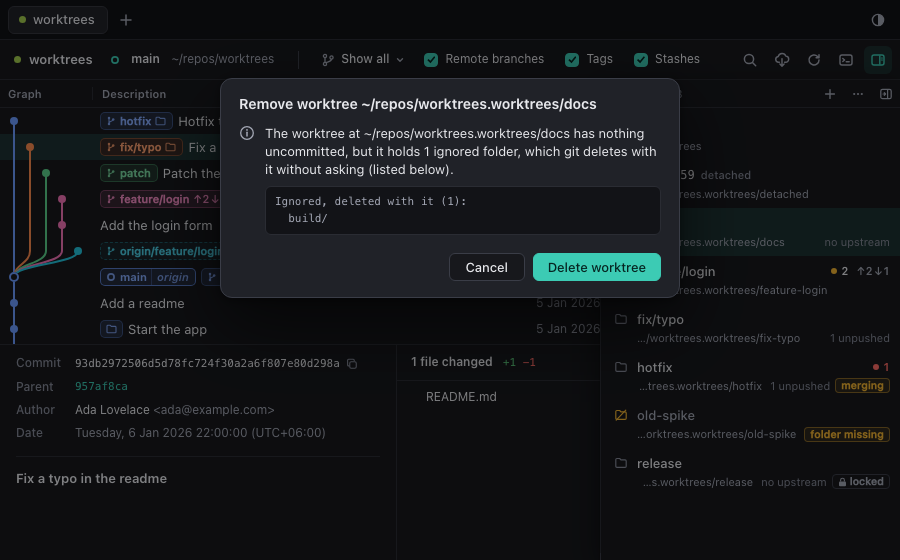 worktrees
worktrees main ~/repos/worktrees Show all Remote branches Tags Stashes
Graph Description
hotfix Hotfix
fix/typo Fix a
patch Patch the
feature/login ↑2↓
Add the login form
origin/feature/login
main origin
Add a readme 5 Jan 2026
Start the app 5 Jan 2026
Remove worktree ~/repos/worktrees.worktrees/docs
The worktree at ~/repos/worktrees.worktrees/docs has nothing
uncommitted, but it holds 1 ignored folder, which git deletes with
it without asking (listed below).
Ignored, deleted with it (1):
build/
Cancel Delete worktree
59 detached
rees.worktrees/detached
rees.worktrees/docs no upstream
/login 2 ↑2↓1
rees.worktrees/feature-login
fix/typo
.../worktrees.worktrees/fix-typo 1 unpushed
hotfix 1
...trees.worktrees/hotfix 1 unpushed merging
old-spike
...orktrees.worktrees/old-spike folder missing
release
...s.worktrees/release no upstream locked
Commit 93db2972506d5d78fc724f30a2a6f807e80d298a
Parent 957af8ca
Author Ada Lovelace <ada@example.com>
Date Tuesday, 6 Jan 2026 22:00:00 (UTC+06:00)
Fix a typo in the readme
1 file changed +1 −1
README.md